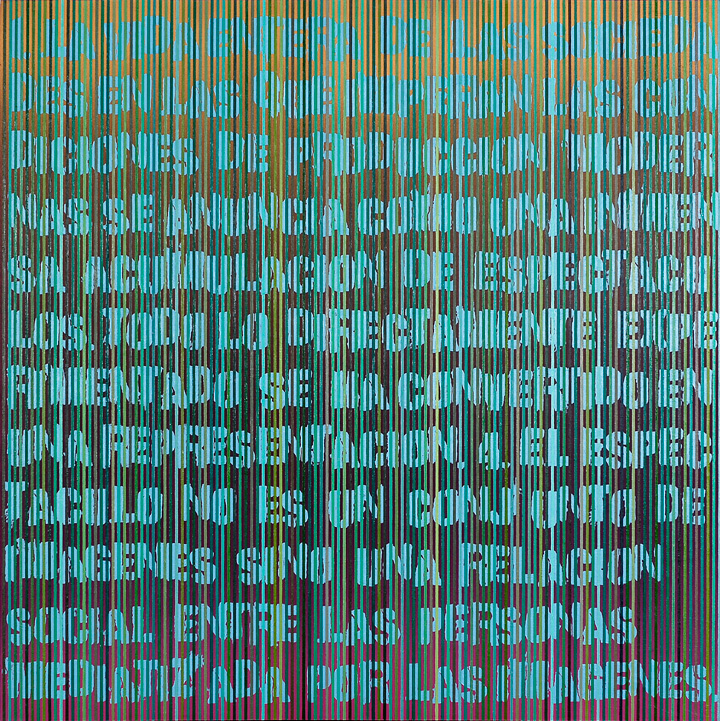 1. LA VIDA ENTERA DE LAS SOCIEDA
DES EN LAS QUE IMPERAN LAS CON
DICIONES DE PRODUCCION MODER
NAS SE ANUNCIA COMO UNA INMEN
SA ACUMULACION DE ESPECTACU
LOS. TODO LO DIRECTAMENTE EXPE
RIMENTADO SE HA CONVERTIDO EN
UNA REPRESENTACION. 4. EL ESPEC
TACULO NO ES UN CONJUNTO DE
IMAGENES SINO UNA RELACION
SOCIAL ENTRE LAS PERSONAS
MEDIATIZADA POR LAS IMAGENES.